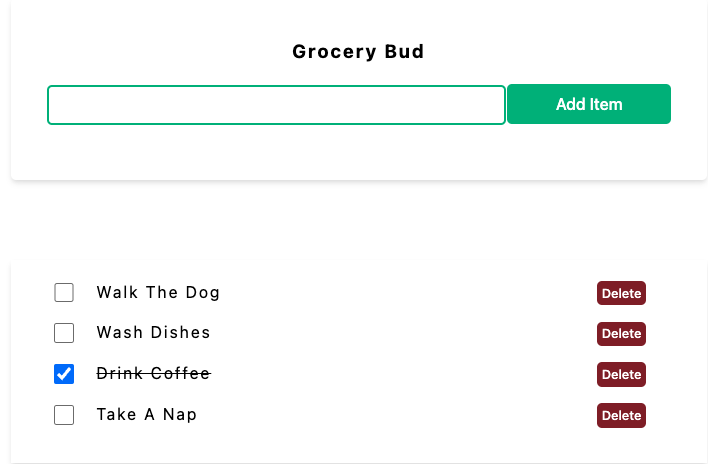 Grocery Bud
Add Item
Walk The Dog Delete
Wash Dishes Delete
Drink Coffee Delete
Take A Nap Delete